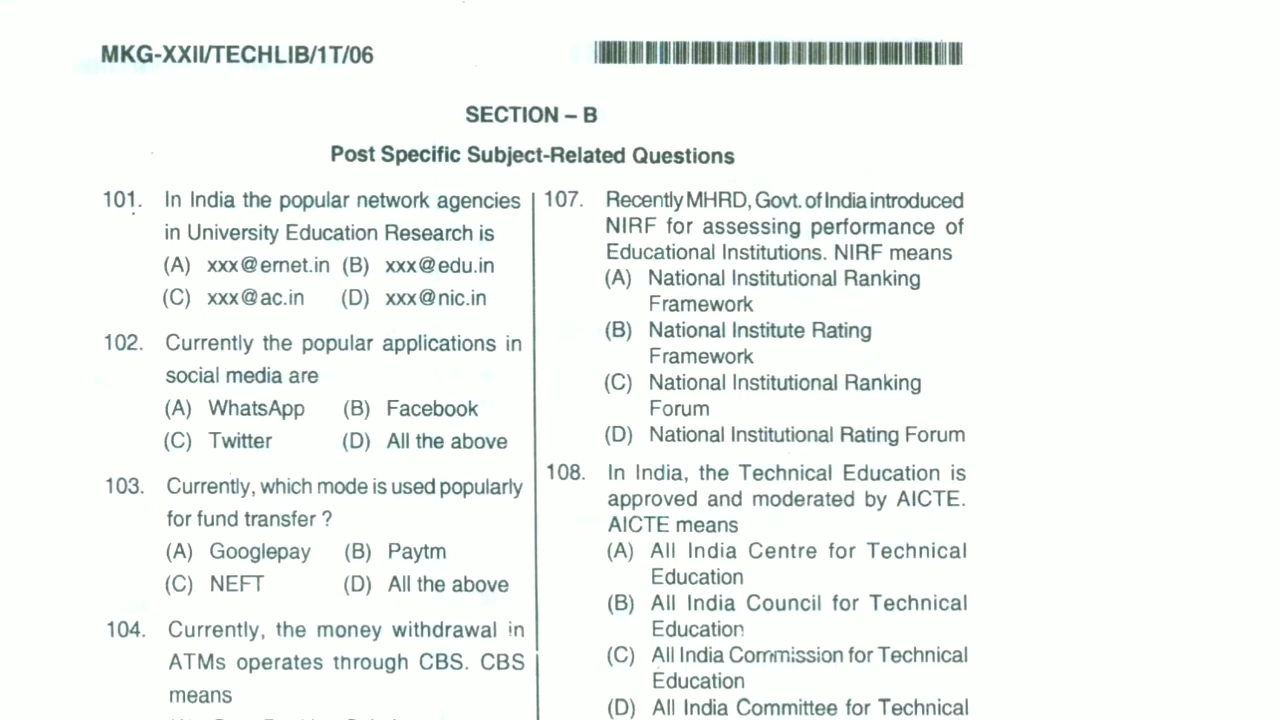 MKG-XXII/TECHLIB/1T/06
SECTION – B
Post Specific Subject-Related Questions
101. In India the popular network agencies
in University Education Research is
(A) xxx@ernet.in (B) xxx@edu.in
(C) xxx@ac.in (D) xxx@nic.in
102. Currently the popular applications in
social media are
(A) WhatsApp (B) Facebook
(C) Twitter (D) All the above
103. Currently, which mode is used popularly
for fund transfer ?
(A) Googlepay (B) Paytm
(C) NEFT (D) All the above
104. Currently, the money withdrawal in
ATMs operates through CBS. CBS
means
107. Recently MHRD, Govt. of India introduced
NIRF for assessing performance of
Educational Institutions. NIRF means
(A) National Institutional Ranking
Framework
(B) National Institute Rating
Framework
(C) National Institutional Ranking
Forum
(D) National Institutional Rating Forum
108. In India, the Technical Education is
approved and moderated by AICTE.
AICTE means
(A) All India Centre for Technical
Education
(B) All India Council for Technical
Education
(C) All India Commission for Technical
Education
(D) All India Committee for Technical